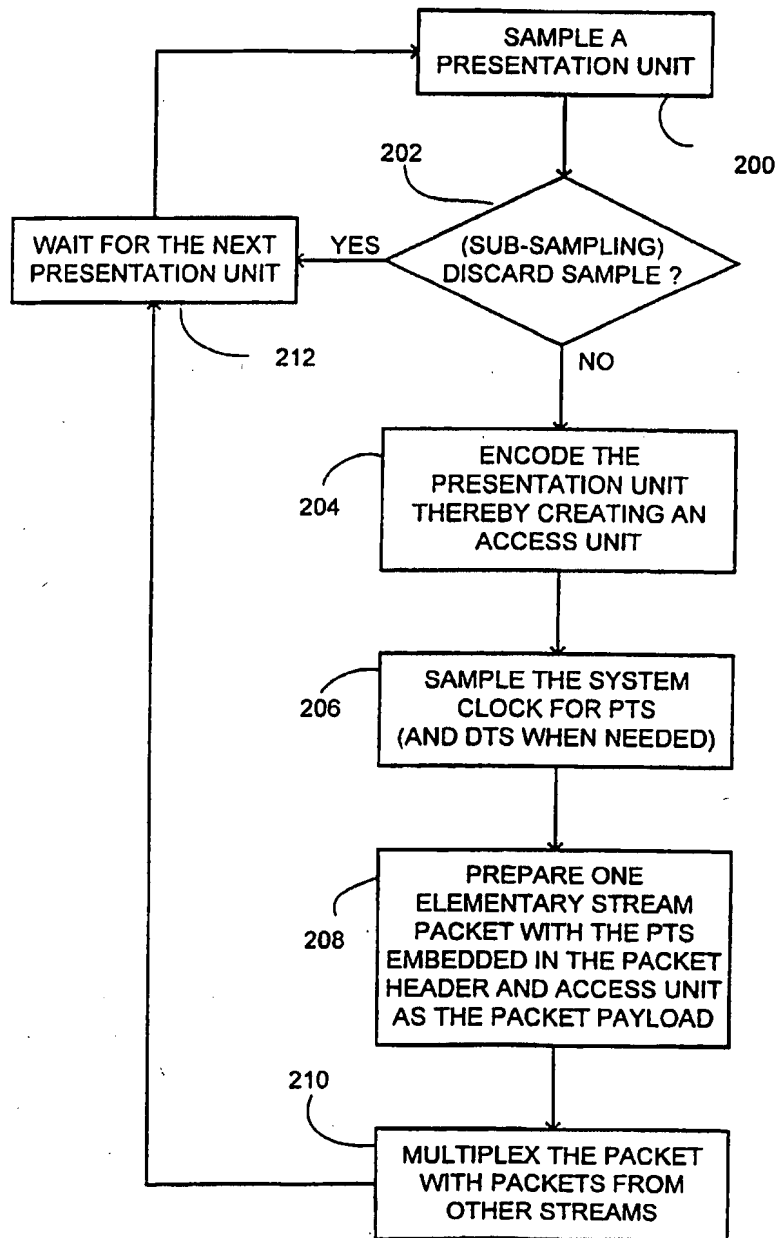 SAMPLE A
PRESENTATION UNIT
200
202
(SUB-SAMPLING)
DISCARD SAMPLE ?
YES
WAIT FOR THE NEXT
PRESENTATION UNIT
212
NO
204
ENCODE THE
PRESENTATION UNIT
THEREBY CREATING AN
ACCESS UNIT
206
SAMPLE THE SYSTEM
CLOCK FOR PTS
(AND DTS WHEN NEEDED)
208
PREPARE ONE
ELEMENTARY STREAM
PACKET WITH THE PTS
EMBEDDED IN THE PACKET
HEADER AND ACCESS UNIT
AS THE PACKET PAYLOAD
210
MULTIPLEX THE PACKET
WITH PACKETS FROM
OTHER STREAMS